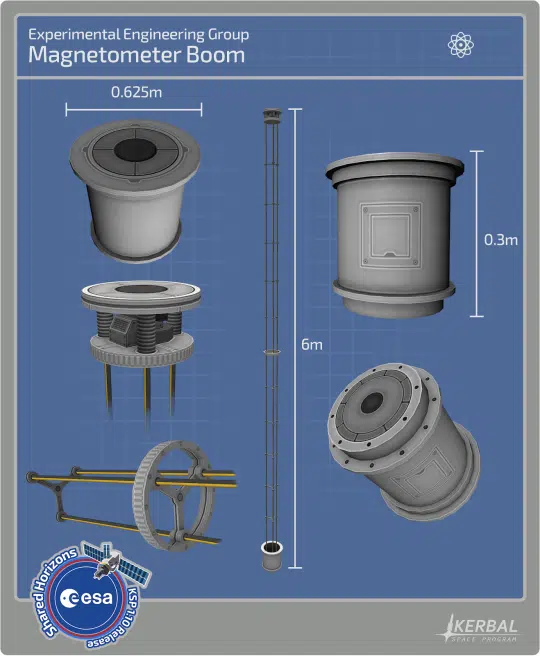 Experimental Engineering Group
Magnetometer Boom
0.625m
0.3m
6m
Shared Horizons
esa
KSP 1.10 Release
KERBAL
SPACE PROGRAM